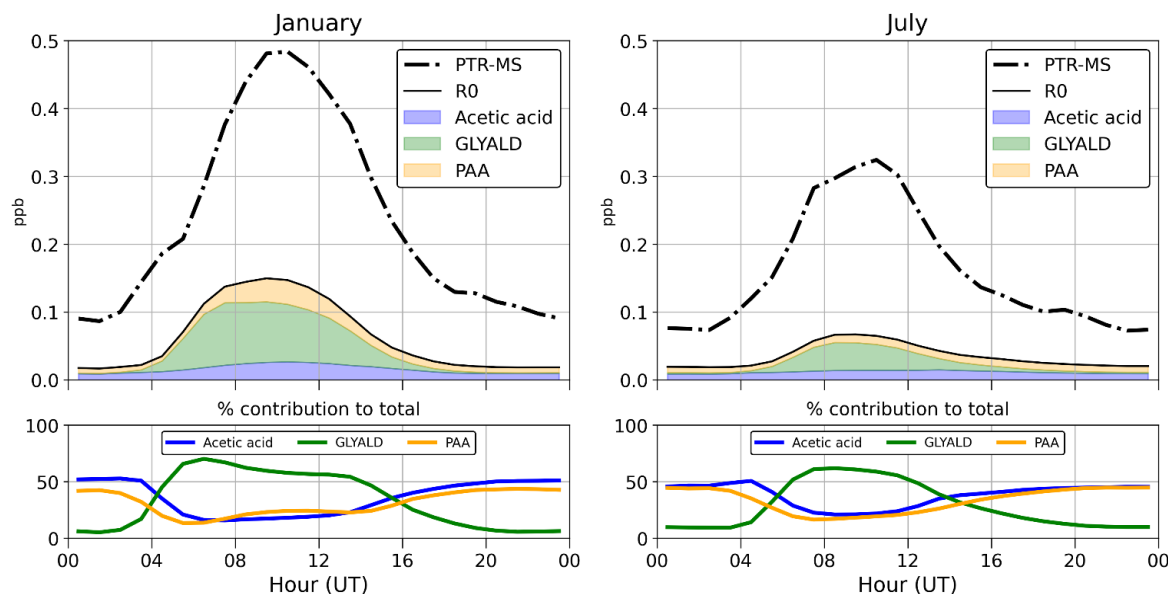 January
0.5
0.4
0.3
0.2
0.1
0.0
ppb
PTR-MS
R0
Acetic acid
GLYALD
PAA
July
0.5
0.4
0.3
0.2
0.1
0.0
ppb
PTR-MS
R0
Acetic acid
GLYALD
PAA
% contribution to total
100
50
0
Acetic acid GLYALD PAA
00 04 08 12 16 20 00
Hour (UT)
% contribution to total
100
50
0
Acetic acid GLYALD PAA
00 04 08 12 16 20 00
Hour (UT)